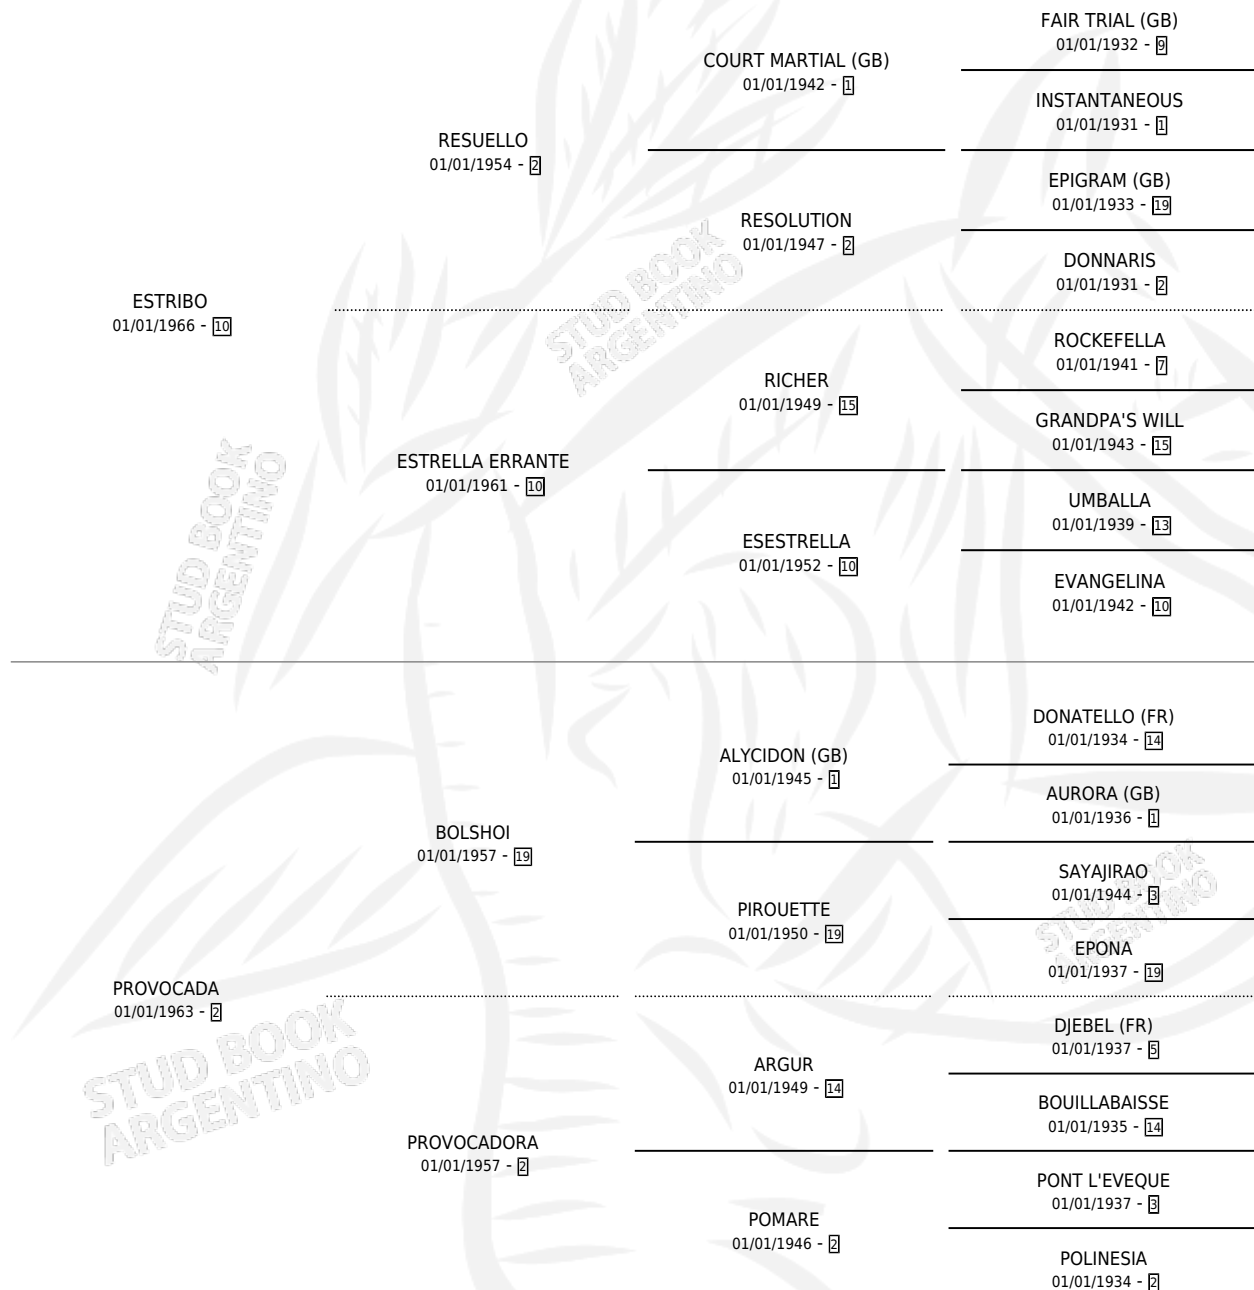 FAIR TRIAL (GB)
01/01/1932 - 9
COURT MARTIAL (GB)
01/01/1942 - 1
INSTANTANEOUS
01/01/1931 - 1
RESUELLO
01/01/1954 - 2
EPIGRAM (GB)
01/01/1933 - 19
RESOLUTION
01/01/1947 - 2
DONNARIS
01/01/1931 - 2
ESTRIBO
01/01/1966 - 10
ROCKEFELLA
01/01/1941 - 7
RICHER
01/01/1949 - 15
GRANDPA'S WILL
01/01/1943 - 15
ESTRELLA ERRANTE
01/01/1961 - 10
UMBALLA
01/01/1939 - 13
ESESTRELLA
01/01/1952 - 10
EVANGELINA
01/01/1942 - 10
DONATELLO (FR)
01/01/1934 - 14
ALYCIDON (GB)
01/01/1945 - 1
AURORA (GB)
01/01/1936 - 1
BOLSHOI
01/01/1957 - 19
SAYAJIRAO
01/01/1944 - 3
PIROUETTE
01/01/1950 - 19
EPONA
01/01/1937 - 19
PROVOCADA
01/01/1963 - 2
DJEBEL (FR)
01/01/1937 - 5
ARGUR
01/01/1949 - 14
BOUILLABAISSE
01/01/1935 - 14
PROVOCADORA
01/01/1957 - 2
PONT L'EVEQUE
01/01/1937 - 3
POMARE
01/01/1946 - 2
POLINESIA
01/01/1934 - 2
STUD BOOK
ARGENTINO
STUD BOOK
ARGENTINO
STUD BOOK
ARGENTINO
STUD BOOK
ARGENTINO